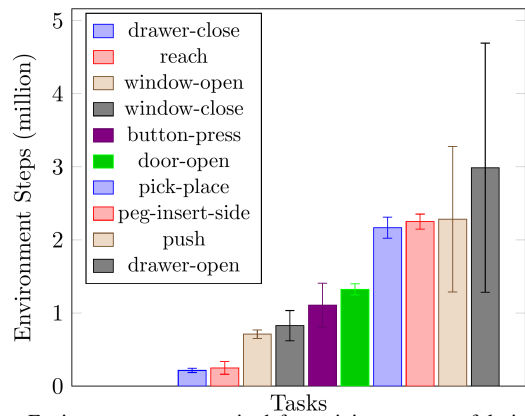 5
4
3
2
1
0
Environment Steps (million)
drawer-close
reach
window-open
window-close
button-press
door-open
pick-place
peg-insert-side
push
drawer-open
Tasks